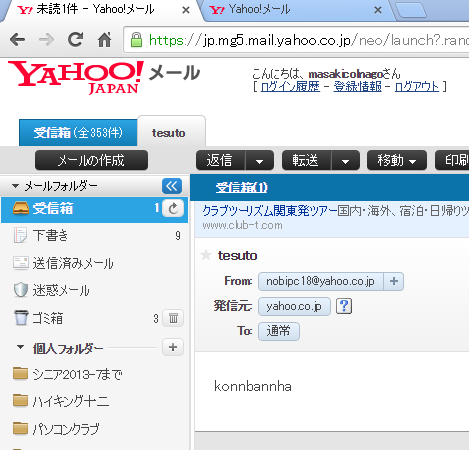 未読1件 - Yahoo!メール
Yahoo!メール
https://jp.mg5.mail.yahoo.co.jp/neo/launch?.ran
YAHOO! メール
JAPAN
こんにちは、masakicolnagoさん
[ ログイン履歴 - 登録情報 - ログアウト ]
受信箱 (全353件)
tesuto
メールの作成
返信
転送
移動
印刷
メールフォルダー
受信箱(1)
受信箱 1
クラブツーリズム関東発ツアー国内・海外、宿泊・日帰りツ
www.club-t.com
下書き 9
送信済みメール
迷惑メール
ゴミ箱 3
tesuto
From: nobipc18@yahoo.co.jp +
発信元: yahoo.co.jp ?
To: 通常
個人フォルダー +
シニア2013-7まで
ハイキング十二
パソコンクラブ
konnbannha